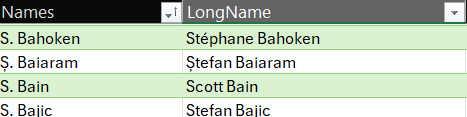 Names LongName
S. Bahoken Stéphane Bahoken
Ș. Baiaram Ștefan Baiaram
S. Bain Scott Bain
S. Bajic Stefan Bajic